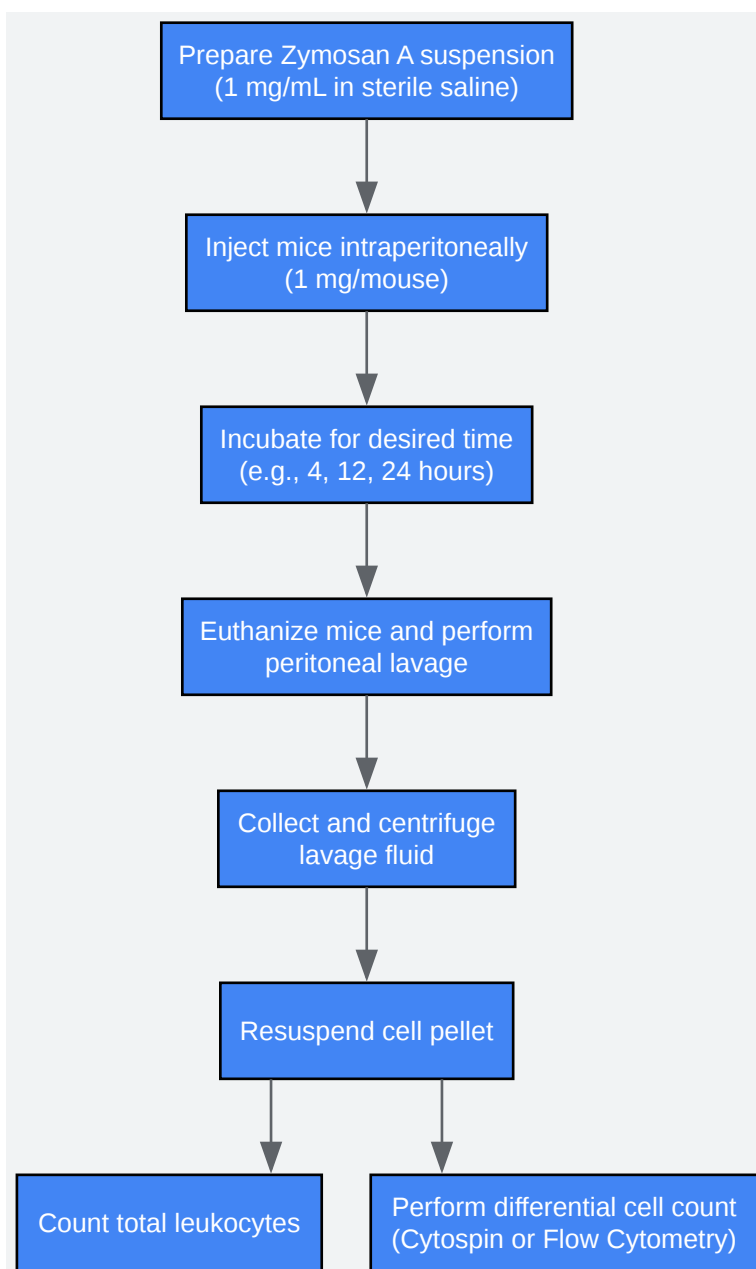 Prepare Zymosan A suspension
(1 mg/mL in sterile saline)
Inject mice intraperitoneally
(1 mg/mouse)
Incubate for desired time
(e.g., 4, 12, 24 hours)
Euthanize mice and perform
peritoneal lavage
Collect and centrifuge
lavage fluid
Resuspend cell pellet
Count total leukocytes
Perform differential cell count
(Cytospin or Flow Cytometry)